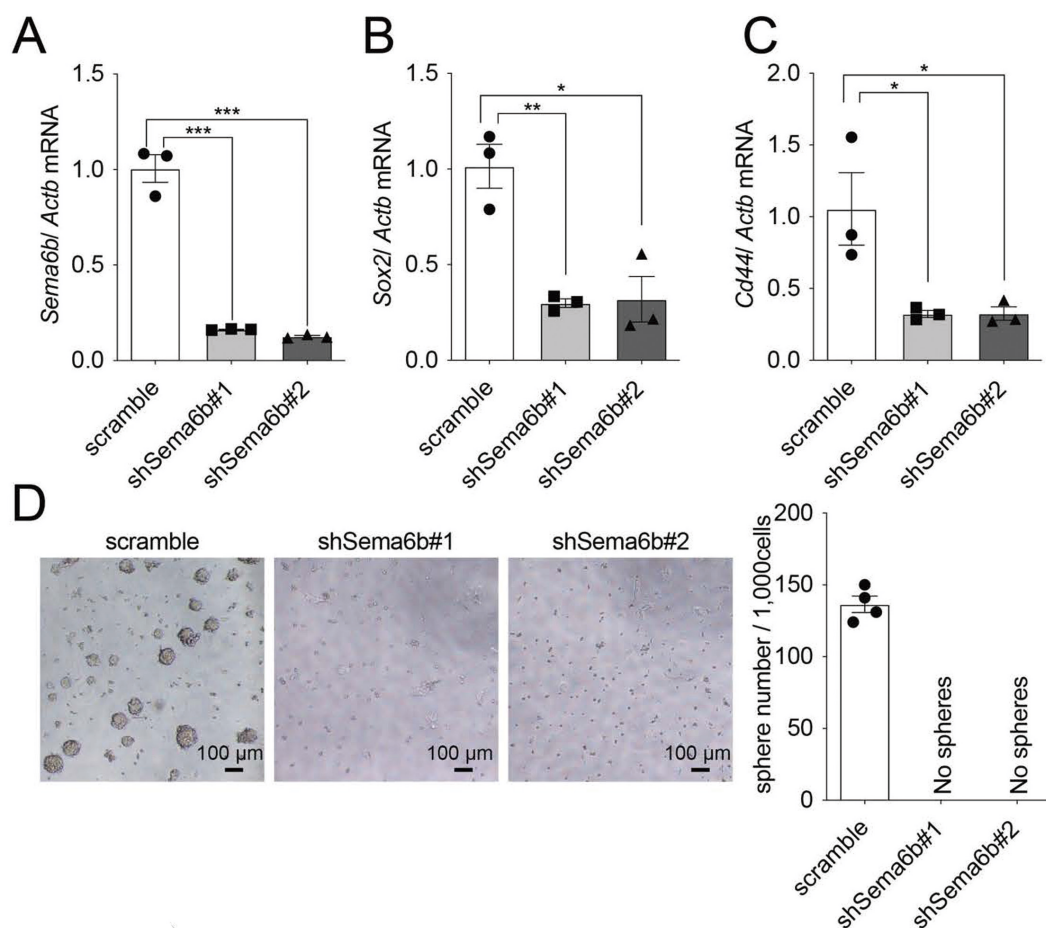 A
Sema6b/ Actb mRNA
1.5
1.0
0.5
0.0
***
***
scramble
shSema6b#1
shSema6b#2
B
Sox2/ Actb mRNA
1.5
1.0
0.5
0.0
*
**
scramble
shSema6b#1
shSema6b#2
C
Cd44/ Actb mRNA
2.0
1.5
1.0
0.5
0.0
*
*
scramble
shSema6b#1
shSema6b#2
D
scramble
100 µm
shSema6b#1
100 µm
shSema6b#2
100 µm
sphere number / 1,000cells
200
150
100
50
0
No spheres
No spheres
scramble
shSema6b#1
shSema6b#2